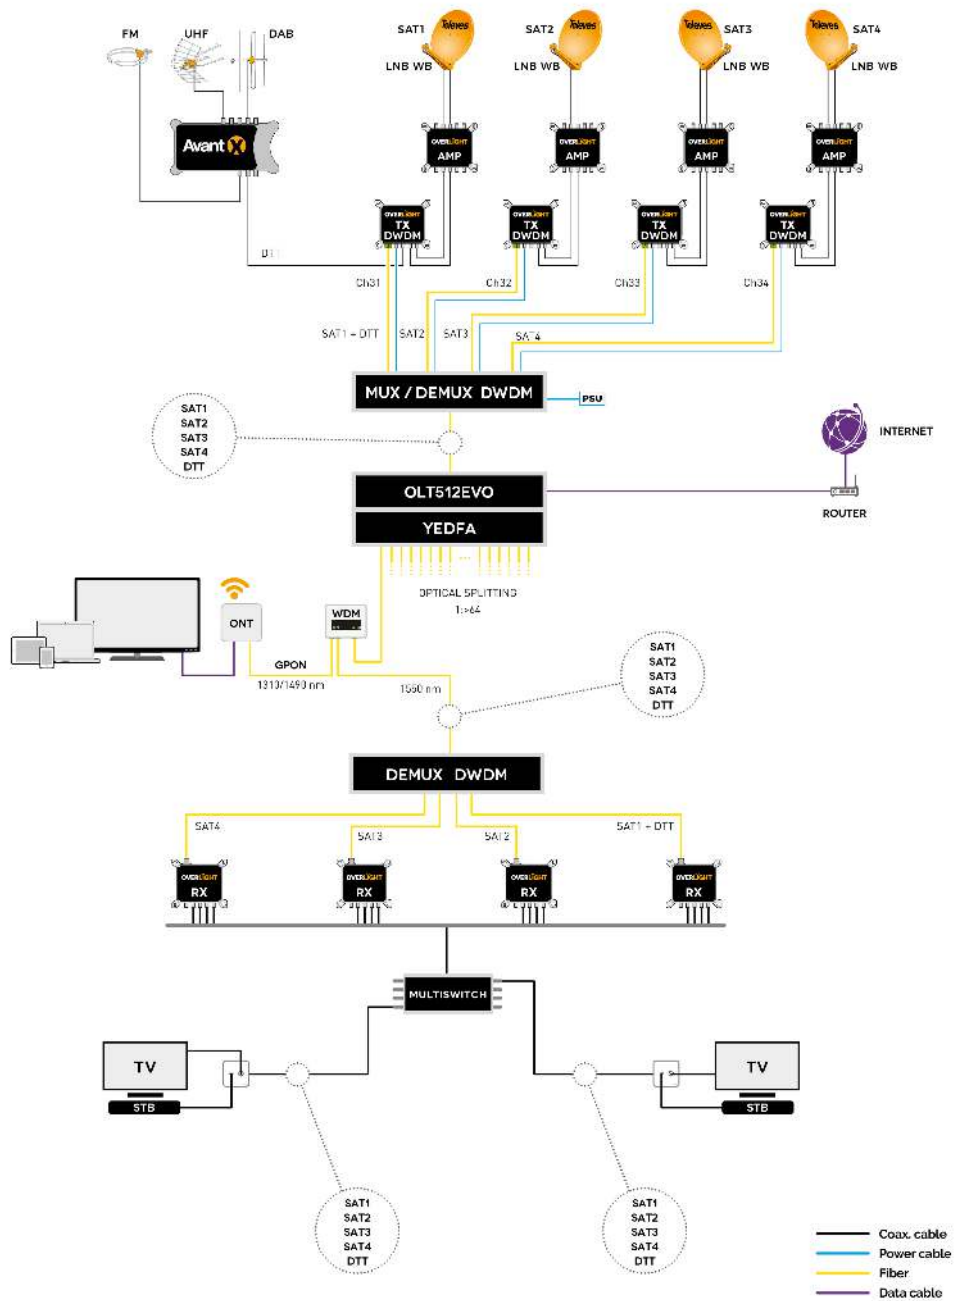 FM UHF DAB
Televes Televes Televes Televes
SAT1 SAT2 SAT3 SAT4
LNB WB LNB WB LNB WB LNB WB
Avant X
OVERLIGHT OVERLIGHT OVERLIGHT OVERLIGHT
AMP AMP AMP AMP
OVERLIGHT OVERLIGHT OVERLIGHT OVERLIGHT
TX TX TX TX
DWDM DWDM DWDM DWDM
Ch31 Ch32 Ch33 Ch34
SAT1 – DTT SAT2 SAT3 SAT4
MUX / DEMUX DWDM
PSU
SAT1
SAT2
SAT3
SAT4
DTT
INTERNET
OLT512EVO
ROUTER
YEDFA
OPTICAL SPLITTING
1:>64
WDM
ONT
GPON
1310/1490 nm
1550 nm
SAT1
SAT2
SAT3
SAT4
DTT
DEMUX DWDM
SAT4 SAT3 SAT2 SAT1 – DTT
OVERLIGHT OVERLIGHT OVERLIGHT OVERLIGHT
RX RX RX RX
MULTISWITCH
TV TV
STB STB
SAT1
SAT2
SAT3
SAT4
DTT
SAT1
SAT2
SAT3
SAT4
DTT
Coax. cable
Power cable
Fiber
Data cable